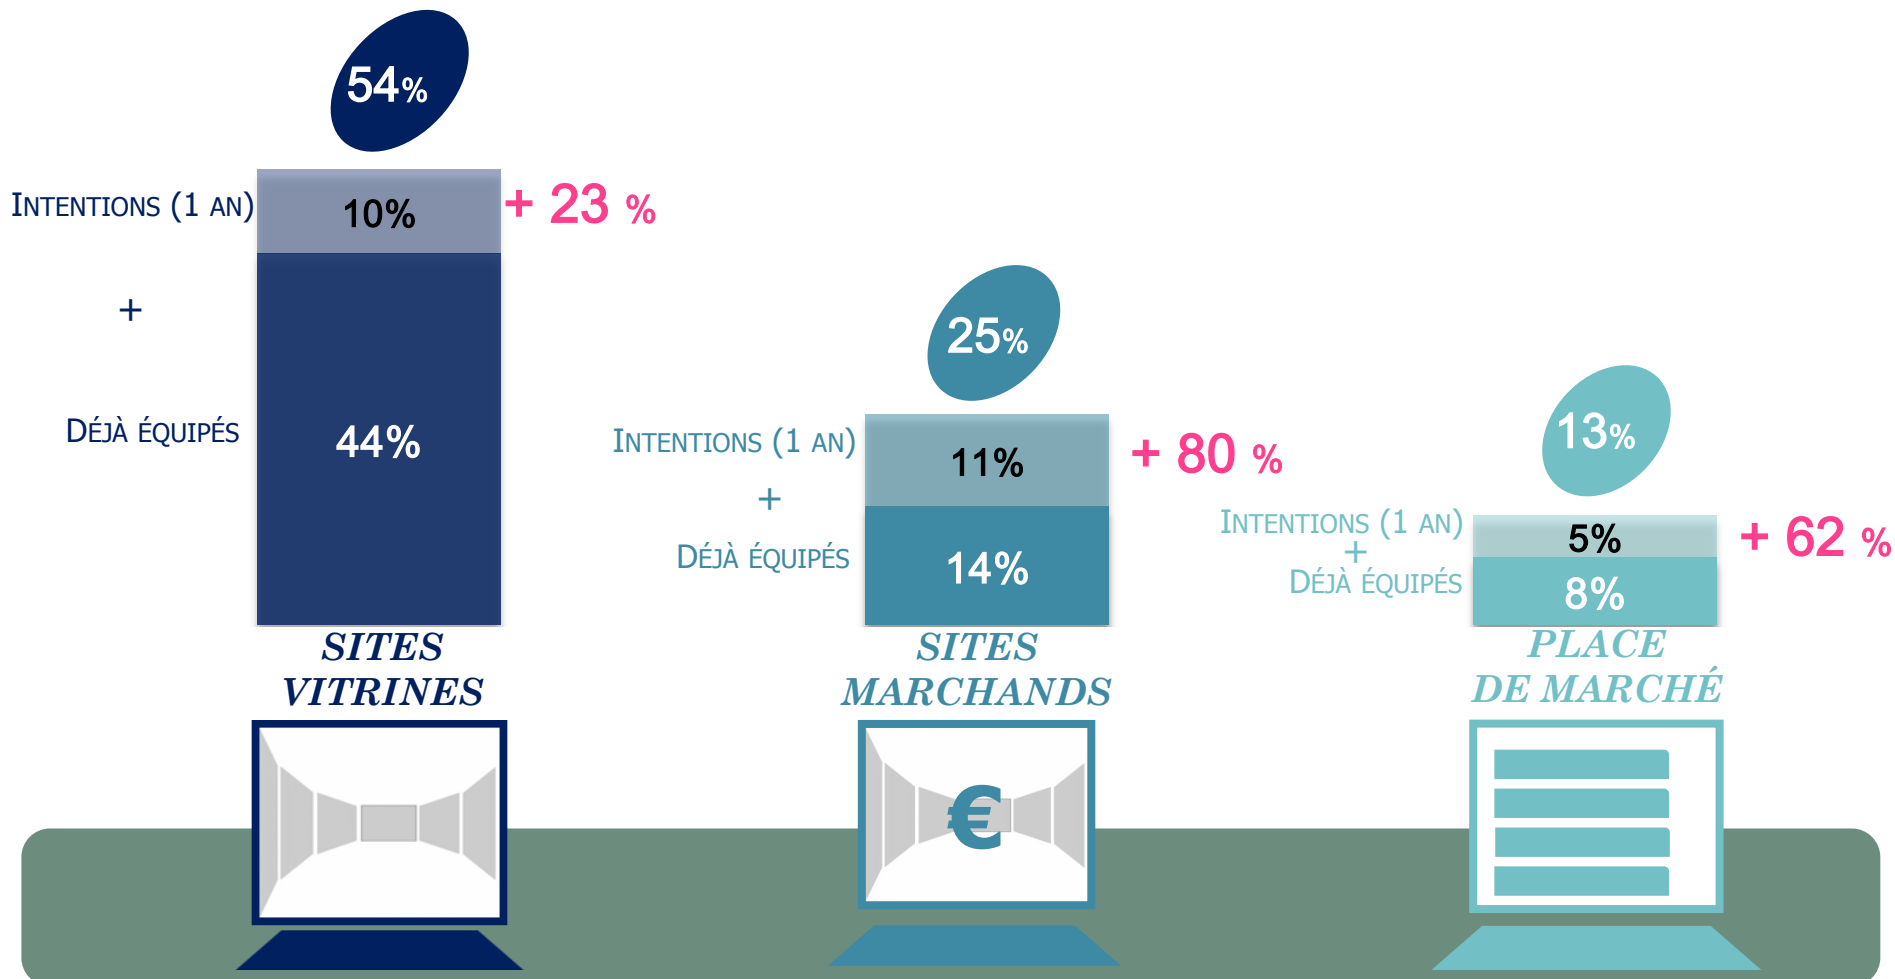 54%
INTENTIONS (1 AN)
10%
+ 23 %
+
DÉJÀ ÉQUIPÉS
44%
SITES
VITRINES
25%
INTENTIONS (1 AN)
11%
+ 80 %
+
DÉJÀ ÉQUIPÉS
14%
SITES
MARCHANDS
€
13%
INTENTIONS (1 AN)
5%
+ 62 %
+
DÉJÀ ÉQUIPÉS
8%
PLACE
DE MARCHÉ